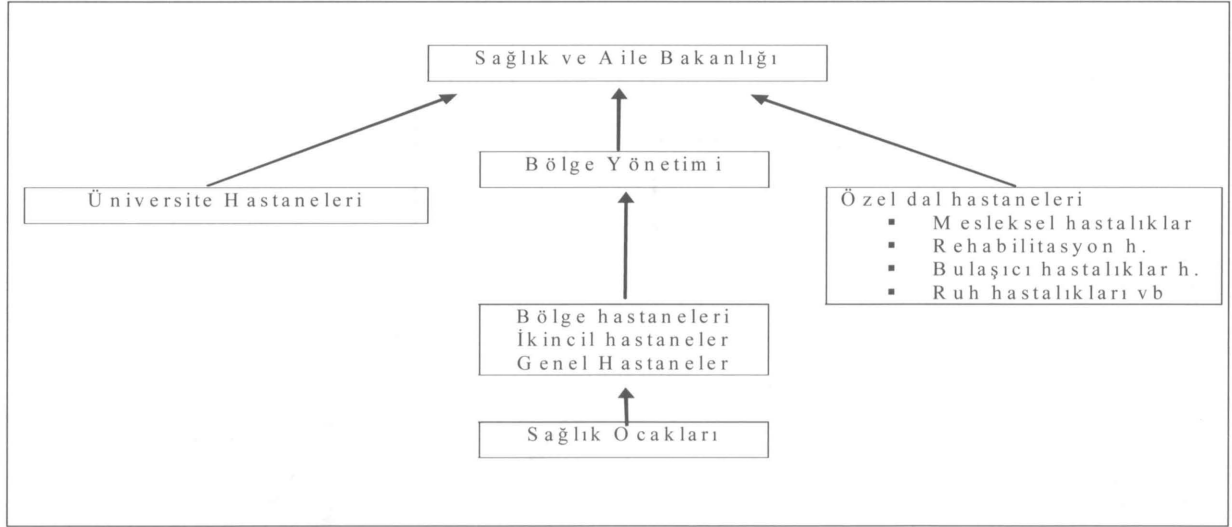 Sağlık ve Aile Bakanlığı
Bölge Yönetimi
Üniversite Hastaneleri
Özel dal hastaneleri
▪ Mesleksel hastalıklar
▪ Rehabilitasyon h.
▪ Bulaşıcı hastalıklar h.
▪ Ruh hastalıkları vb
Bölge hastaneleri
İkincil hastaneler
Genel Hastaneler
Sağlık Ocakları